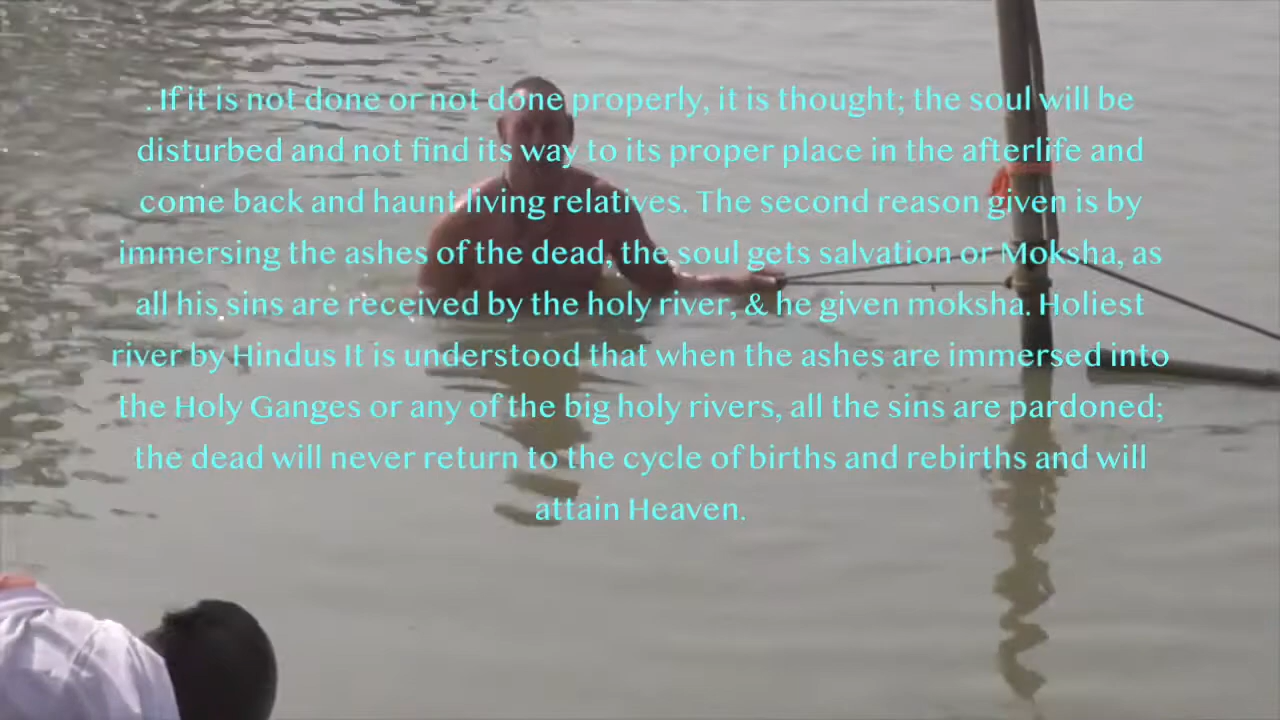 . If it is not done or not done properly, it is thought; the soul will be
disturbed and not find its way to its proper place in the afterlife and
come back and haunt living relatives. The second reason given is by
immersing the ashes of the dead, the soul gets salvation or Moksha, as
all his sins are received by the holy river, & he given moksha. Holiest
river by Hindus It is understood that when the ashes are immersed into
the Holy Ganges or any of the big holy rivers, all the sins are pardoned;
the dead will never return to the cycle of births and rebirths and will
attain Heaven.